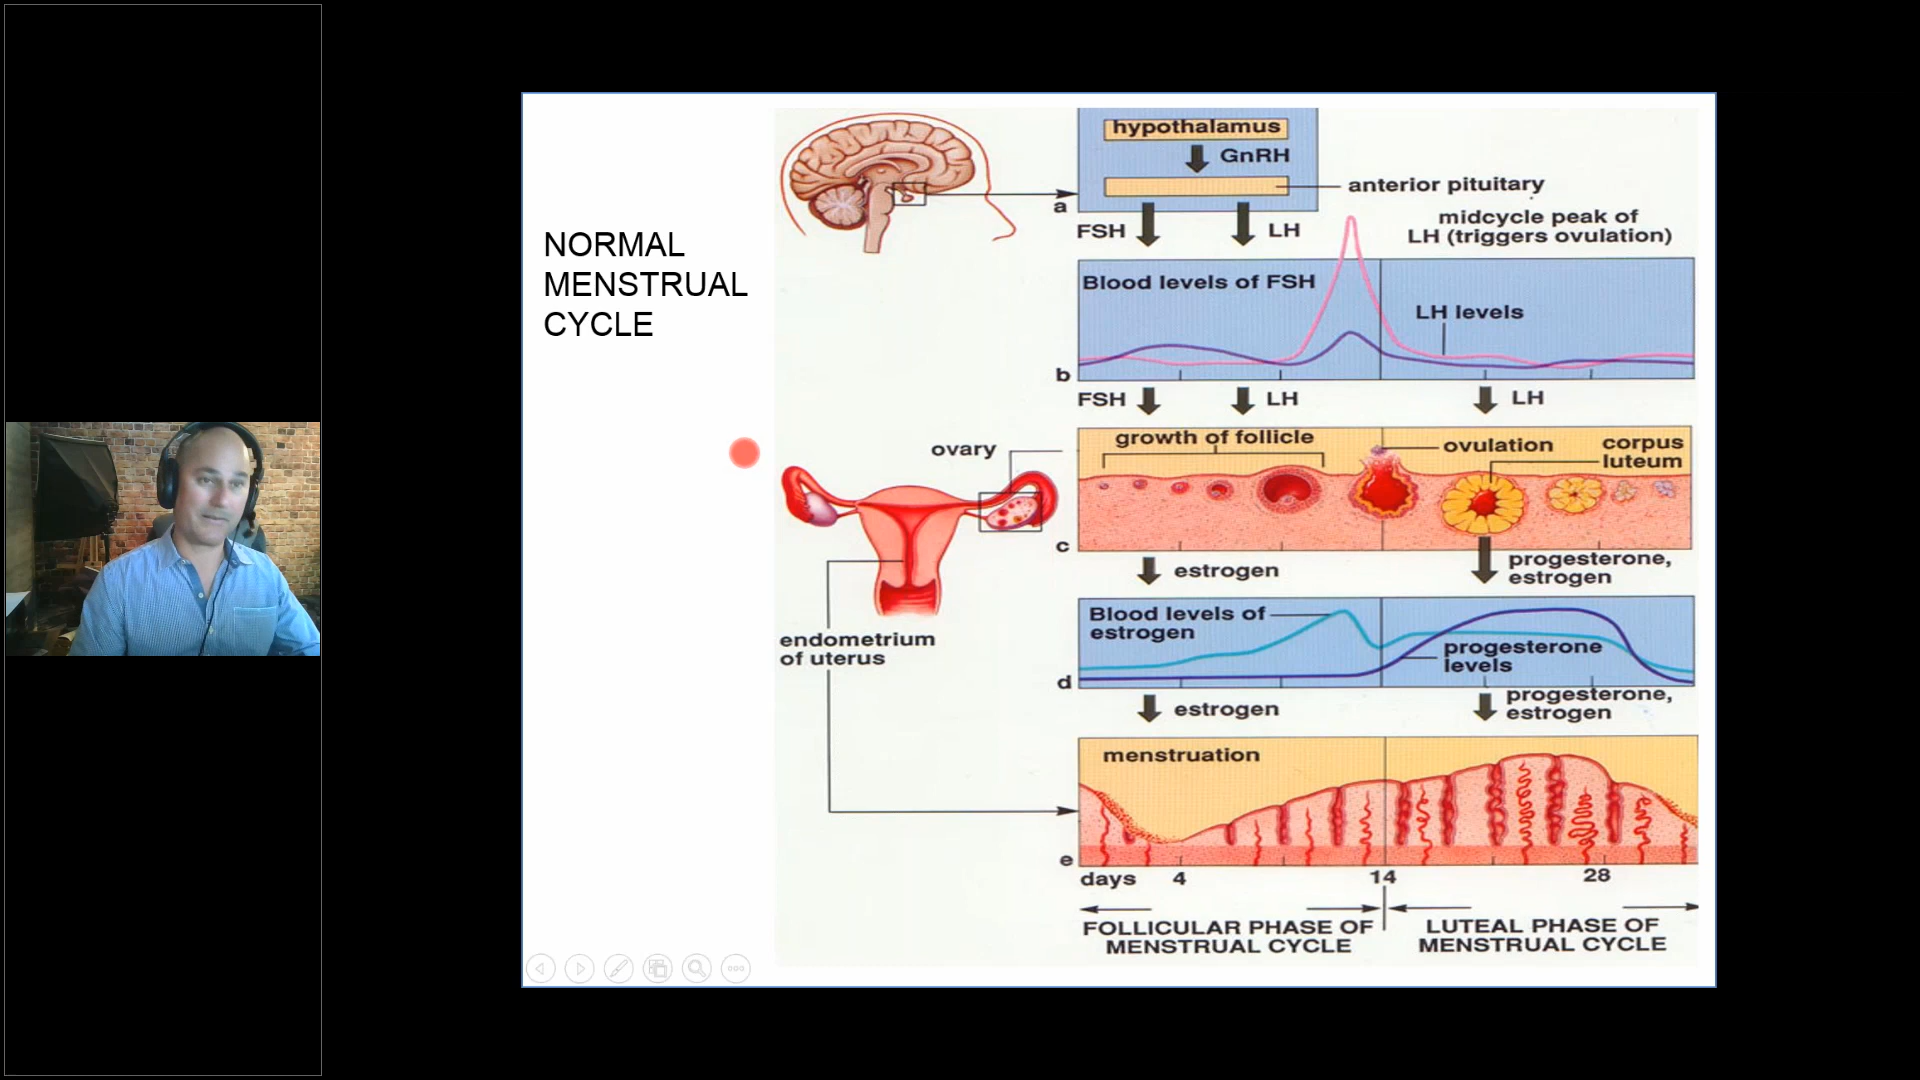 NORMAL
MENSTRUAL
CYCLE
hypothalamus
GnRH
anterior pituitary
a
FSH
LH
midcycle peak of
LH (triggers ovulation)
Blood levels of FSH
LH levels
b
FSH
LH
LH
ovary
growth of follicle
ovulation
corpus
luteum
c
estrogen
progesterone,
estrogen
endometrium
of uterus
Blood levels of
estrogen
progesterone
levels
d
estrogen
progesterone,
estrogen
menstruation
e
days 4 14 28
FOLLICULAR PHASE OF
MENSTRUAL CYCLE
LUTEAL PHASE OF
MENSTRUAL CYCLE